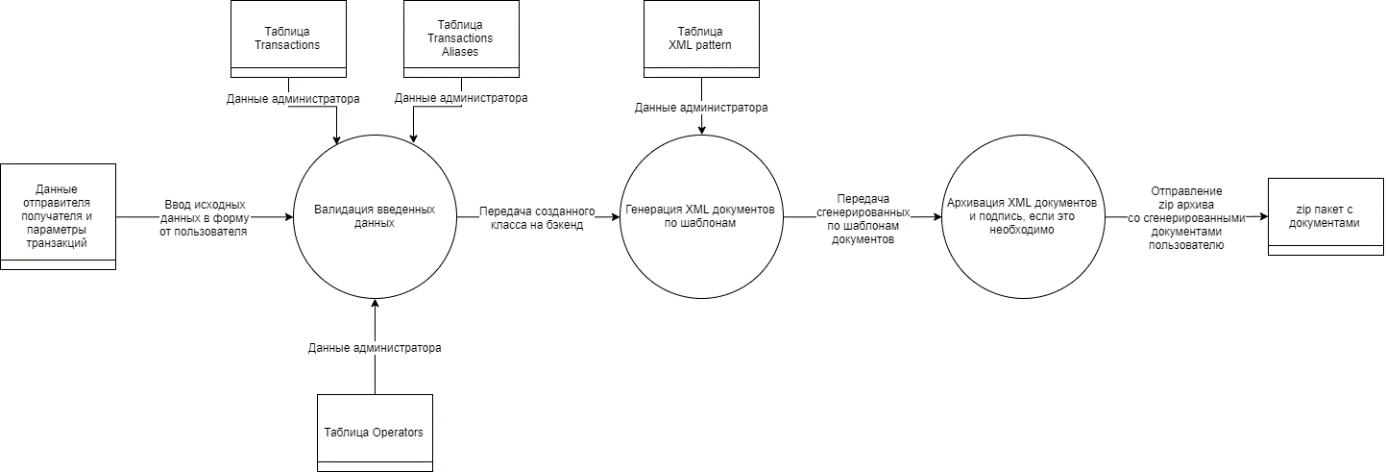 Таблица
Transactions
Таблица
Transactions
Aliases
Таблица
XML pattern
Данные администратора
Данные администратора
Данные администратора
Данные
отправителя
получателя и
параметры
транзакций
Ввод исходных
данных в форму
от пользователя
Валидация введенных
данных
Передача созданного
класса на бэкенд
Генерация XML документов
по шаблонам
Передача
сгенерированных
по шаблонам
документов
Архивация XML документов
и подпись, если это
необходимо
Отправление
zip архива
со сгенерированными
документами
пользователю
zip пакет с
документами
Данные администратора
Таблица Operators